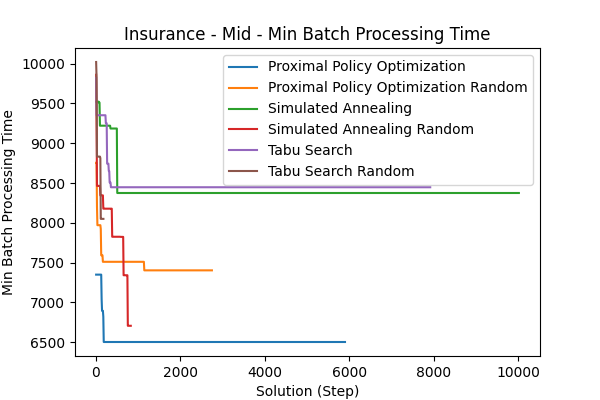 Insurance - Mid - Min Batch Processing Time
Min Batch Processing Time
10000
9500
9000
8500
8000
7500
7000
6500
Proximal Policy Optimization
Proximal Policy Optimization Random
Simulated Annealing
Simulated Annealing Random
Tabu Search
Tabu Search Random
0 2000 4000 6000 8000 10000
Solution (Step)